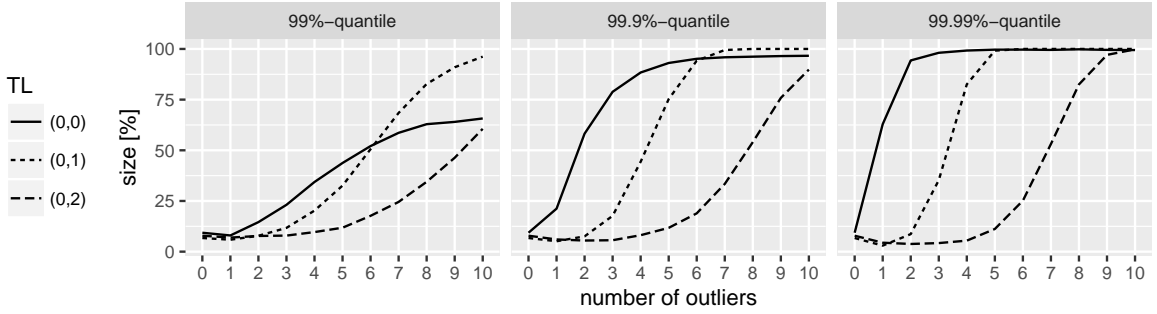 99%−quantile
99.9%−quantile
99.99%−quantile
TL
(0,0)
(0,1)
(0,2)
size [%]
100
75
50
25
0
0 1 2 3 4 5 6 7 8 9 10
0 1 2 3 4 5 6 7 8 9 10
0 1 2 3 4 5 6 7 8 9 10
number of outliers